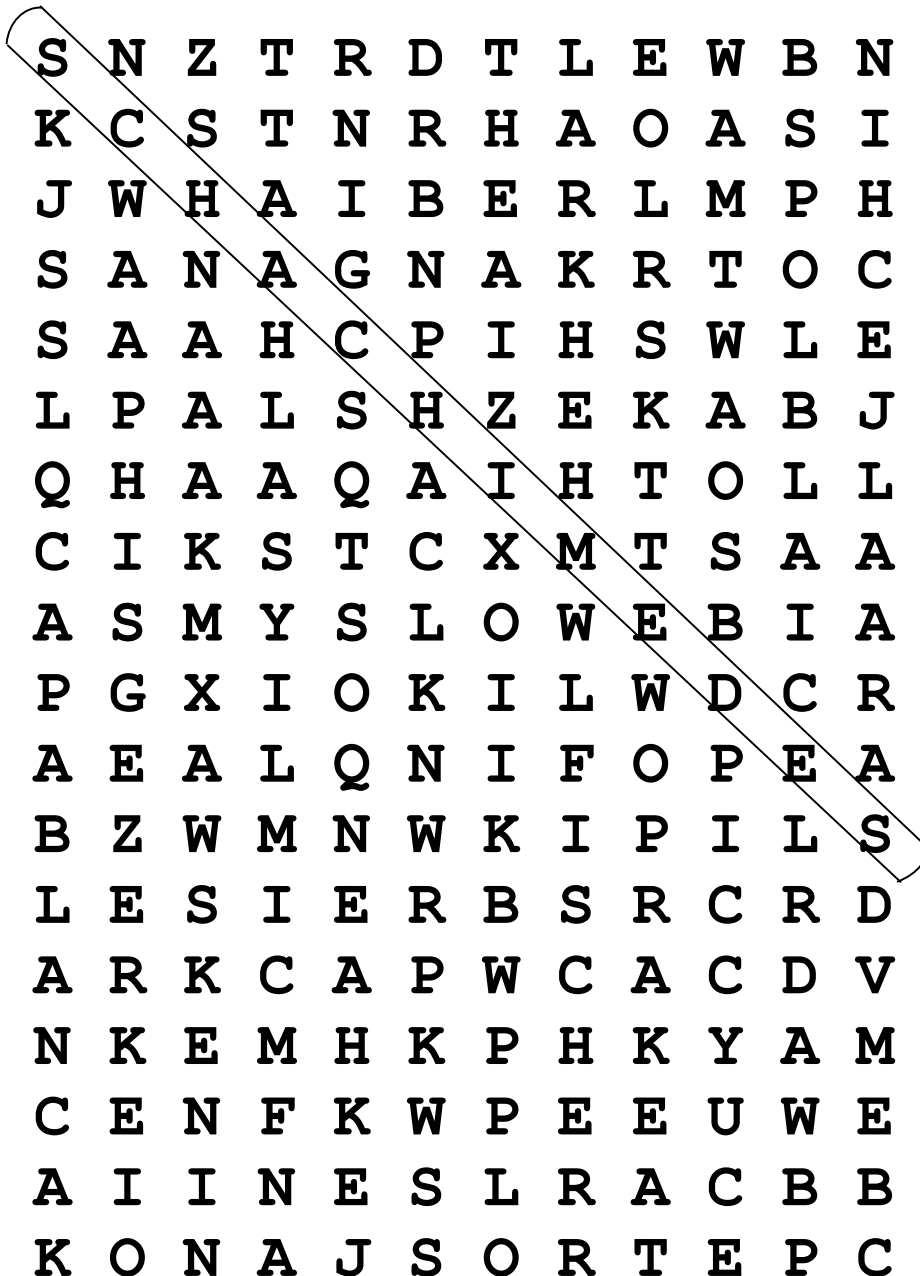 S N Z T R D T L E W B N
K C S T N R H A O A S I
J W H A I B E R L M P H
S A N A G N A K R T O C
S A A H C P I H S W L E
L P A L S H Z E K A B J
Q H A A Q A I H T O L L
C I K S T C X M T S A A
A S M Y S L O W E B I A
P G X I O K I L W D C R
A E A L Q N I F O P E A
B Z W M N W K I P I L S
L E S I E R B S R C R D
A R K C A P W C A C D V
N K E M H K P H K Y A M
C E N F K W P E E U W E
A I I N E S L R A C B B
K O N A J S O R T E P C